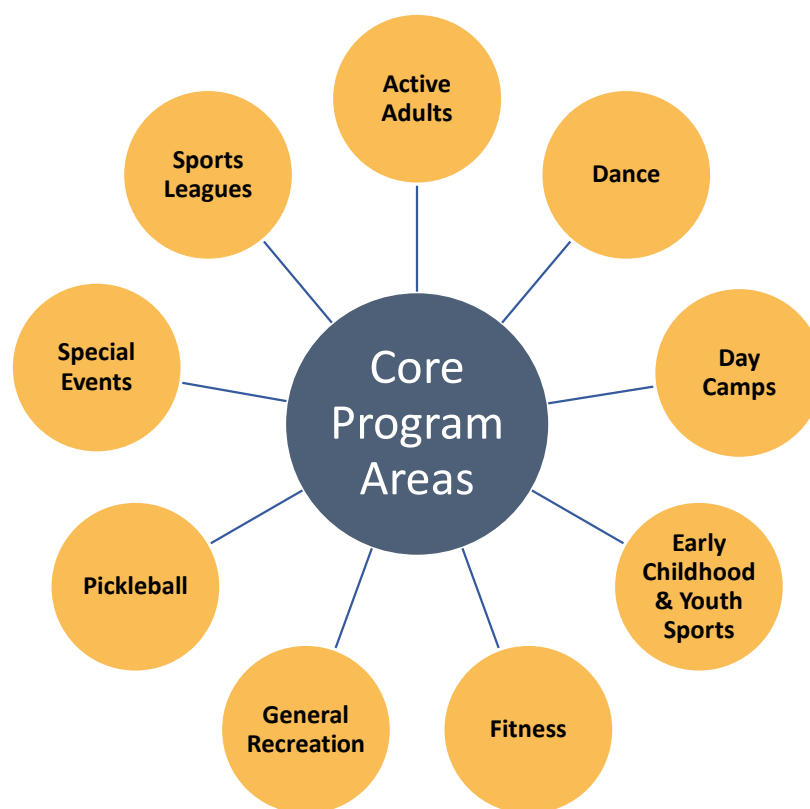 Active
Adults
Dance
Day
Camps
Early
Childhood
& Youth
Sports
Fitness
General
Recreation
Pickleball
Special
Events
Sports
Leagues
Core
Program
Areas